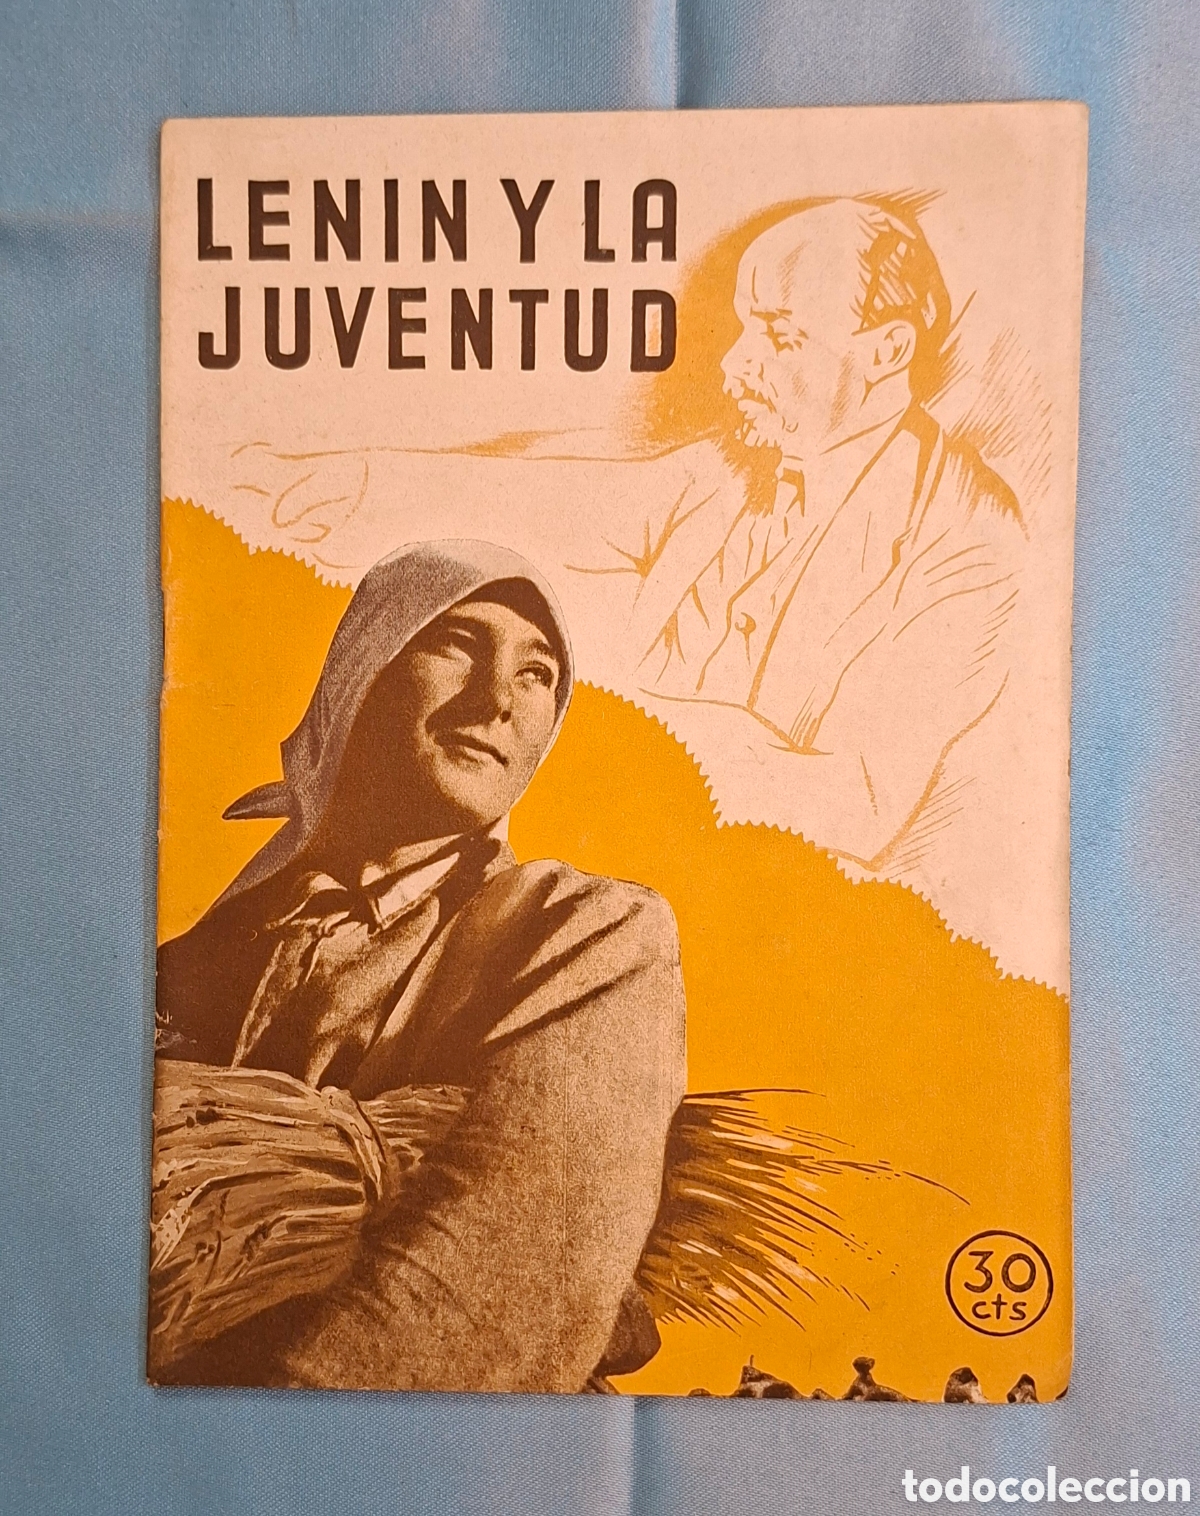 LENIN Y LA
JUVENTUD
30
cts
todocoleccion